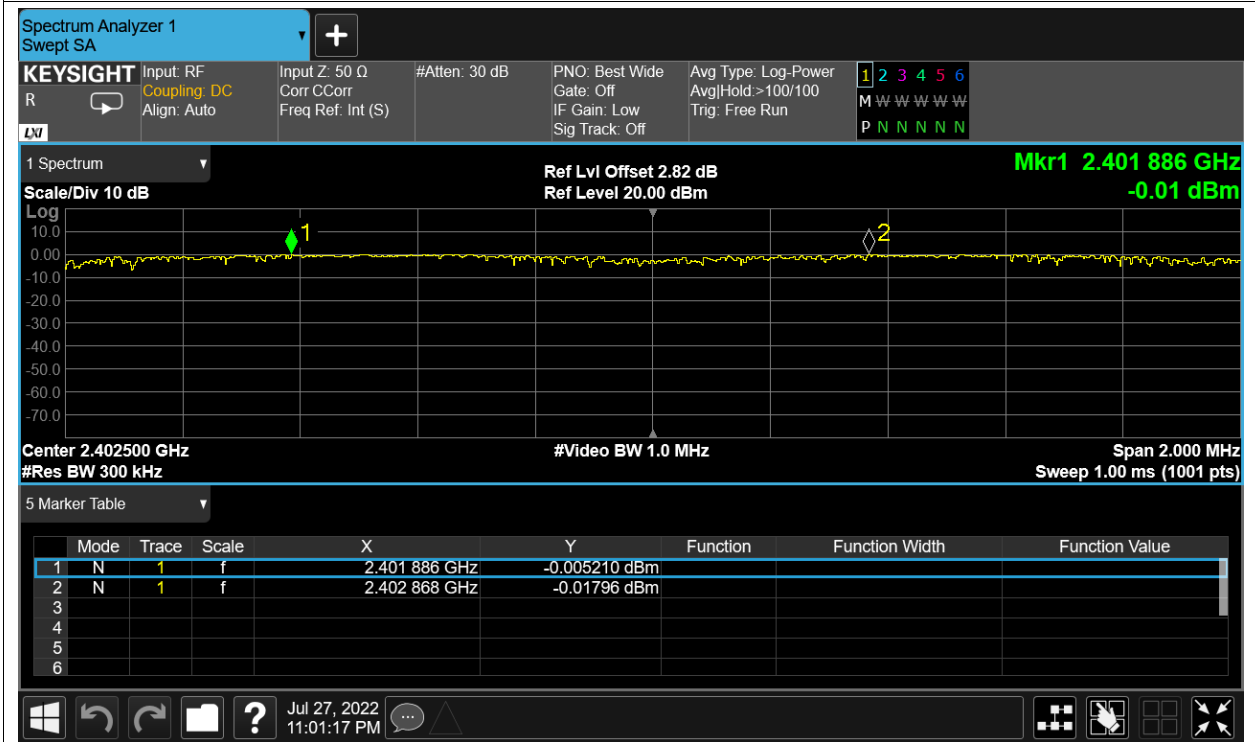 Spectrum Analyzer 1
Swept SA
+
KEYSIGHT Input: RF Input Z: 50 Ω #Atten: 30 dB PNO: Best Wide Avg Type: Log-Power 1 2 3 4 5 6
R Coupling: DC Corr CCorr Gate: Off Avg|Hold:>100/100 M W W W W W
Align: Auto Freq Ref: Int (S) IF Gain: Low Trig: Free Run
LXI Sig Track: Off P N N N N N
1 Spectrum Ref Lvl Offset 2.82 dB Mkr1 2.401 886 GHz
Scale/Div 10 dB Ref Level 20.00 dBm -0.01 dBm
Log
10.0
0.00
-10.0
-20.0
-30.0
-40.0
-50.0
-60.0
-70.0
1
2
Center 2.402500 GHz #Video BW 1.0 MHz Span 2.000 MHz
#Res BW 300 kHz Sweep 1.00 ms (1001 pts)
5 Marker Table
Mode Trace Scale X Y Function Function Width Function Value
1 N 1 f 2.401 886 GHz -0.005210 dBm
2 N 1 f 2.402 868 GHz -0.01796 dBm
3
4
5
6
? Jul 27, 2022
11:01:17 PM